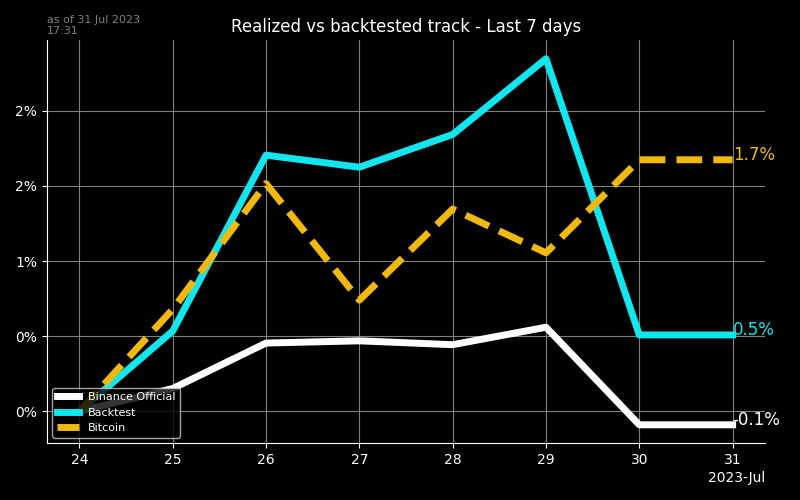 as of 31 Jul 2023
17:31
Realized vs backtested track - Last 7 days
2%
2%
1%
0%
0%
1.7%
0.5%
-0.1%
Binance Official
Backtest
Bitcoin
24
25
26
27
28
29
30
31
2023-Jul